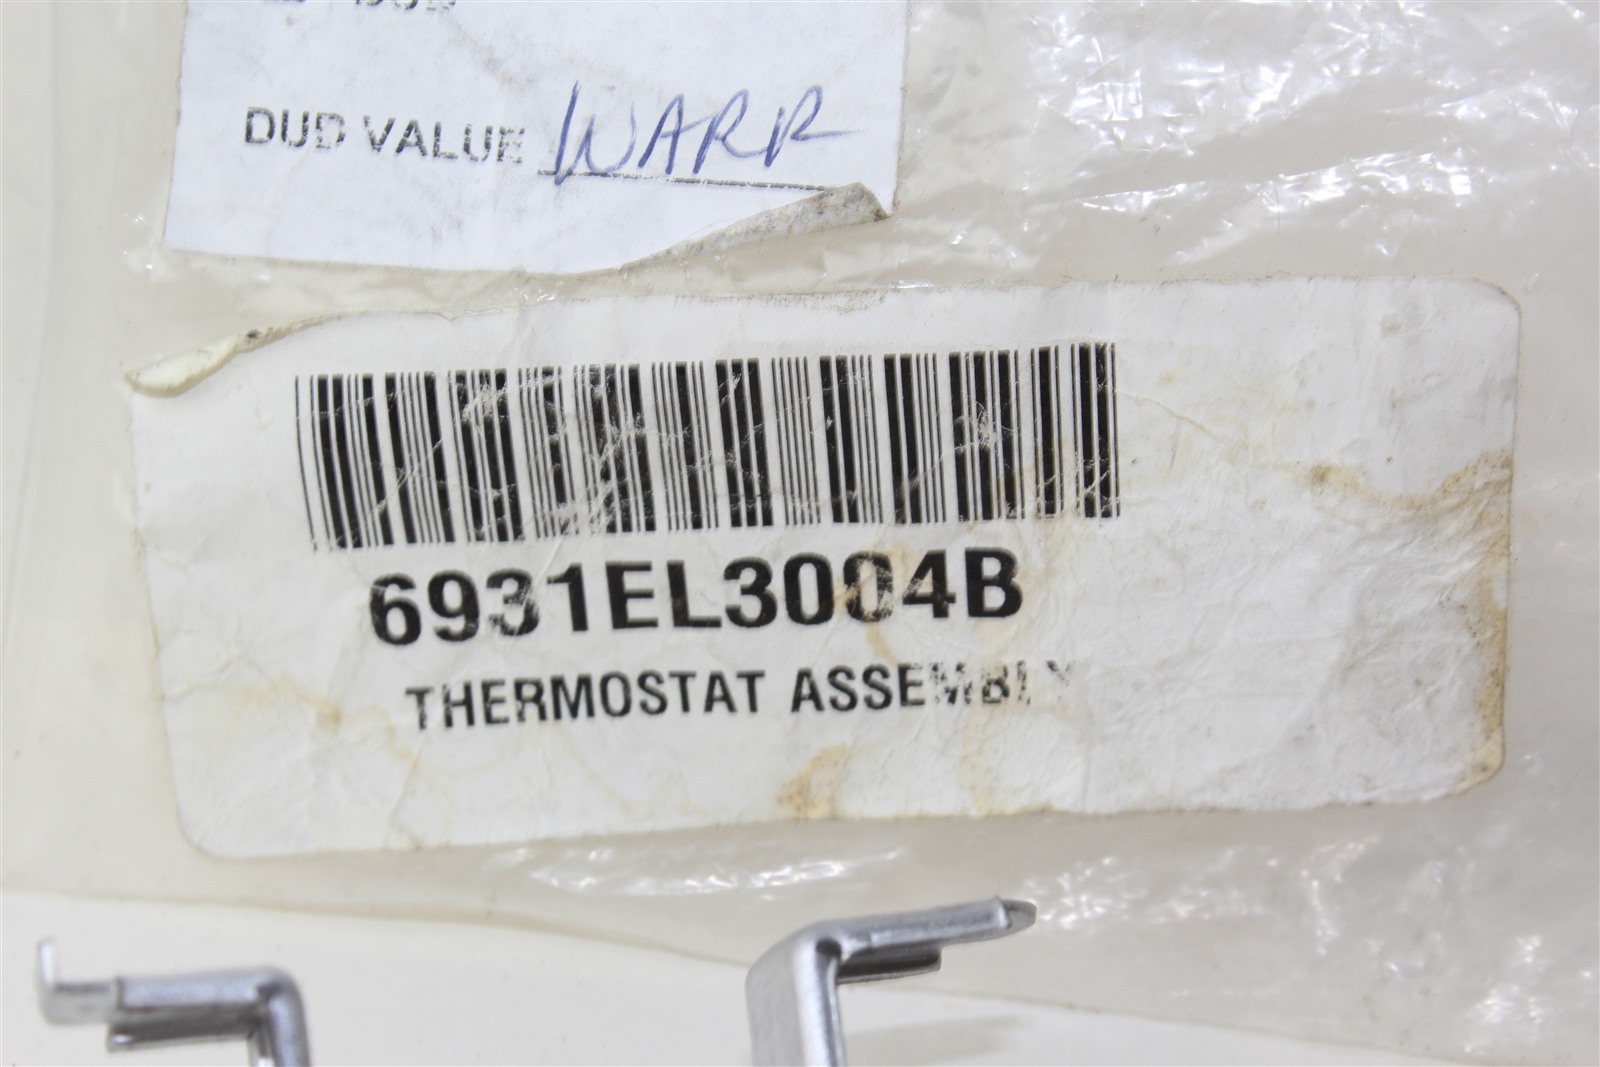 DUD VALUE WARR
6931EL3004B
THERMOSTAT ASSEMBLY